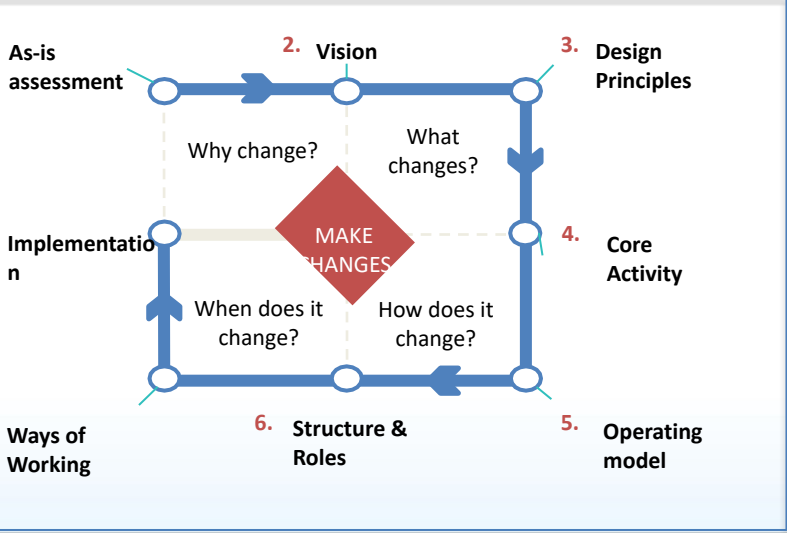 As-is
assessment
2. Vision
3. Design
Principles
Why change?
What
changes?
MAKE
CHANGES
Implementatio
n
4. Core
Activity
When does it
change?
How does it
change?
Ways of
Working
6. Structure &
Roles
5. Operating
model